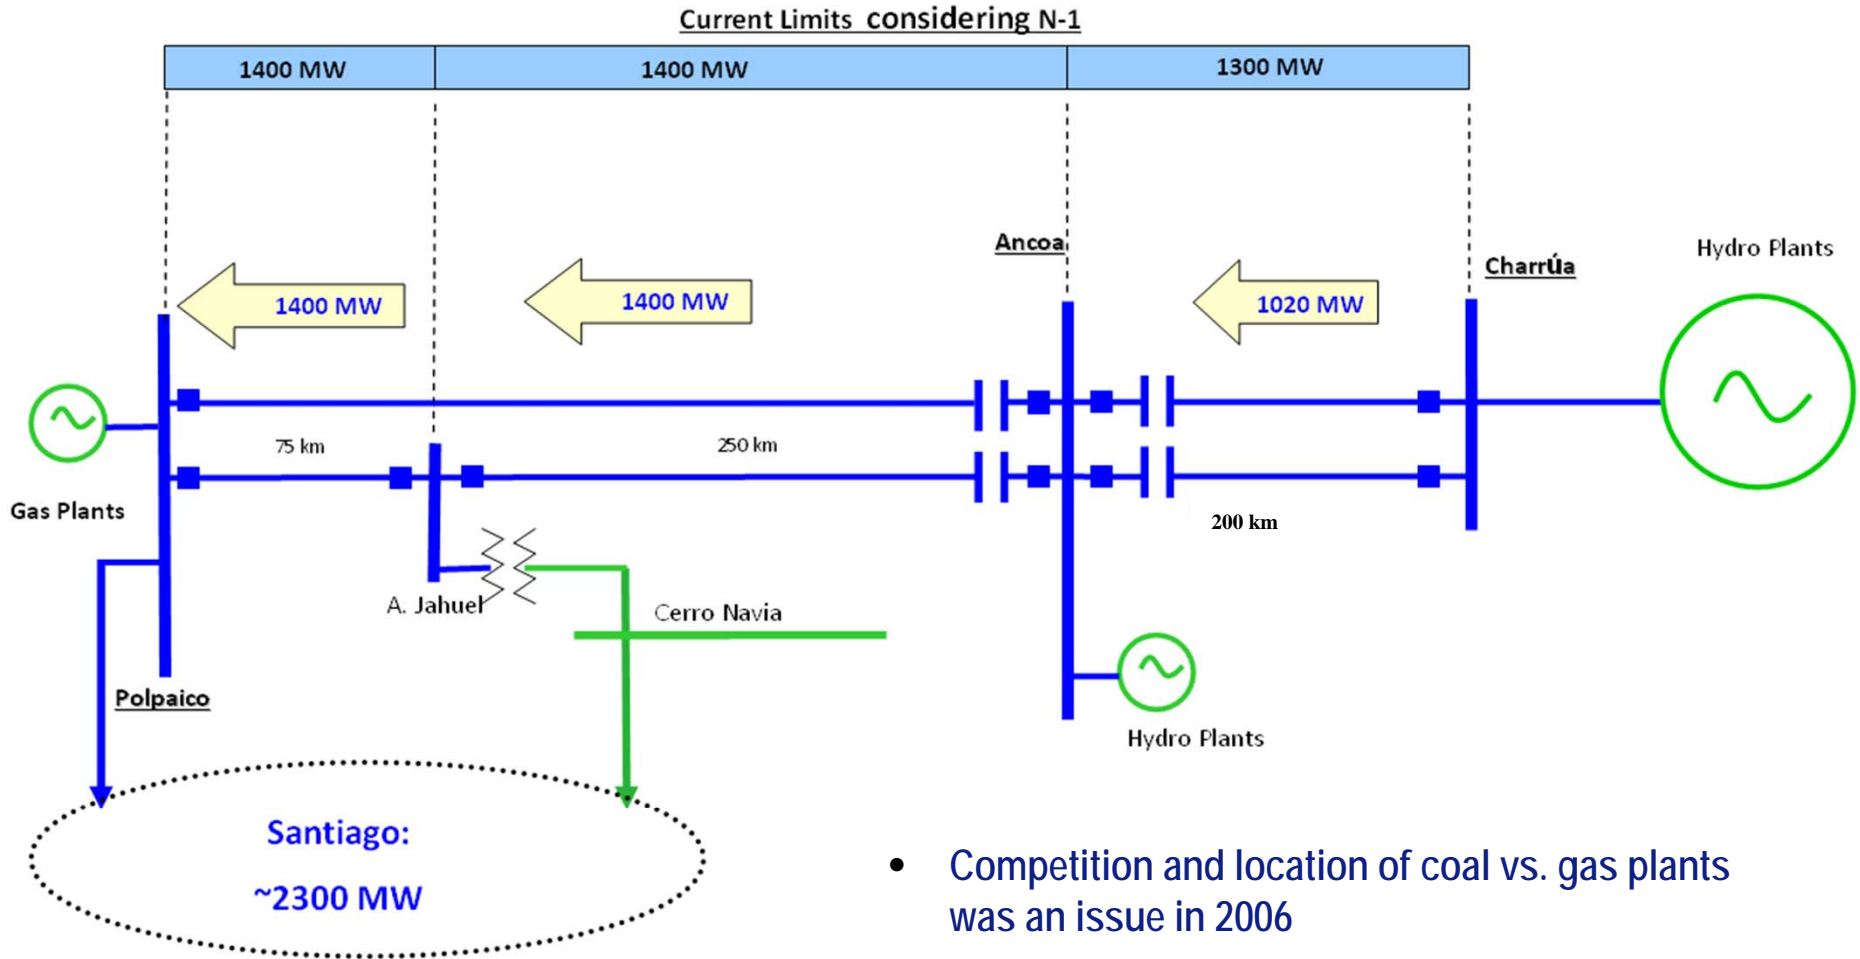 Current Limits considering N-1
1400 MW
1400 MW
1300 MW
Ancoa
Charrúa
Hydro Plants
1400 MW
1400 MW
1020 MW
75 km
250 km
Gas Plants
200 km
A. Jahuel
Cerro Navia
Polpaico
Hydro Plants
Santiago:
~2300 MW
• Competition and location of coal vs. gas plants
was an issue in 2006